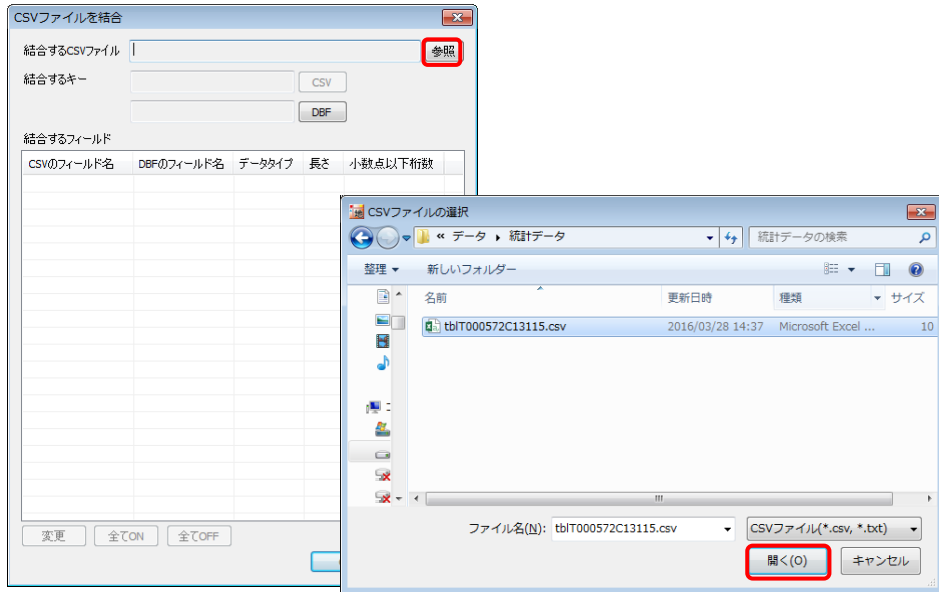 CSVファイルを結合
結合するCSVファイル 参照
結合するキー CSV
DBF
結合するフィールド
CSVのフィールド名 DBFのフィールド名 データタイプ 長さ 小数点以下桁数
変更 全てON 全てOFF
CSVファイルの選択
« データ 統計データ 統計データの検索
整理 新しいフォルダー
名前 更新日時 種類 サイズ
tblT000572C13115.csv 2016/03/28 14:37 Microsoft Excel ... 10
ファイル名(N): tblT000572C13115.csv CSVファイル(*.csv, *.txt)
開く(O) キャンセル